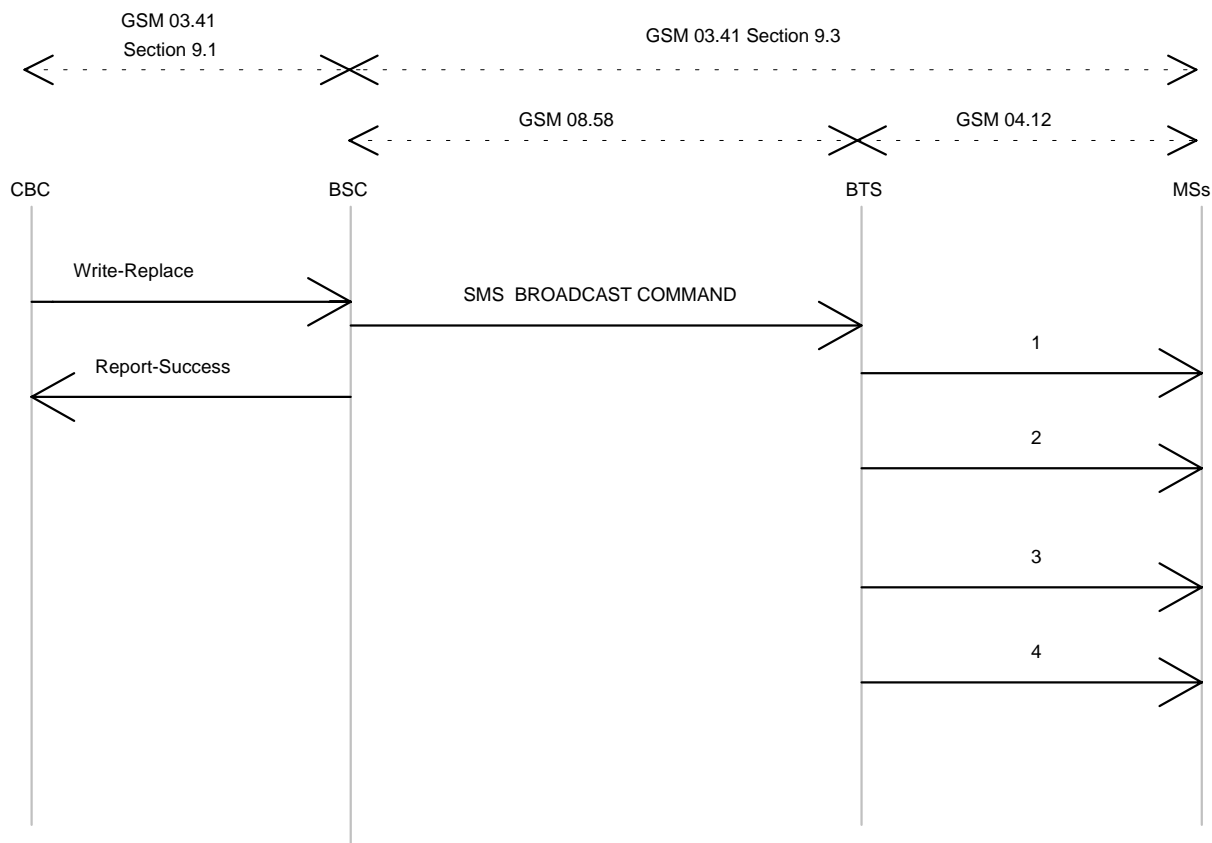 GSM 03.41
Section 9.1
GSM 03.41 Section 9.3
GSM 08.58
GSM 04.12
CBC
BSC
BTS
MSs
Write-Replace
SMS BROADCAST COMMAND
1
Report-Success
2
3
4